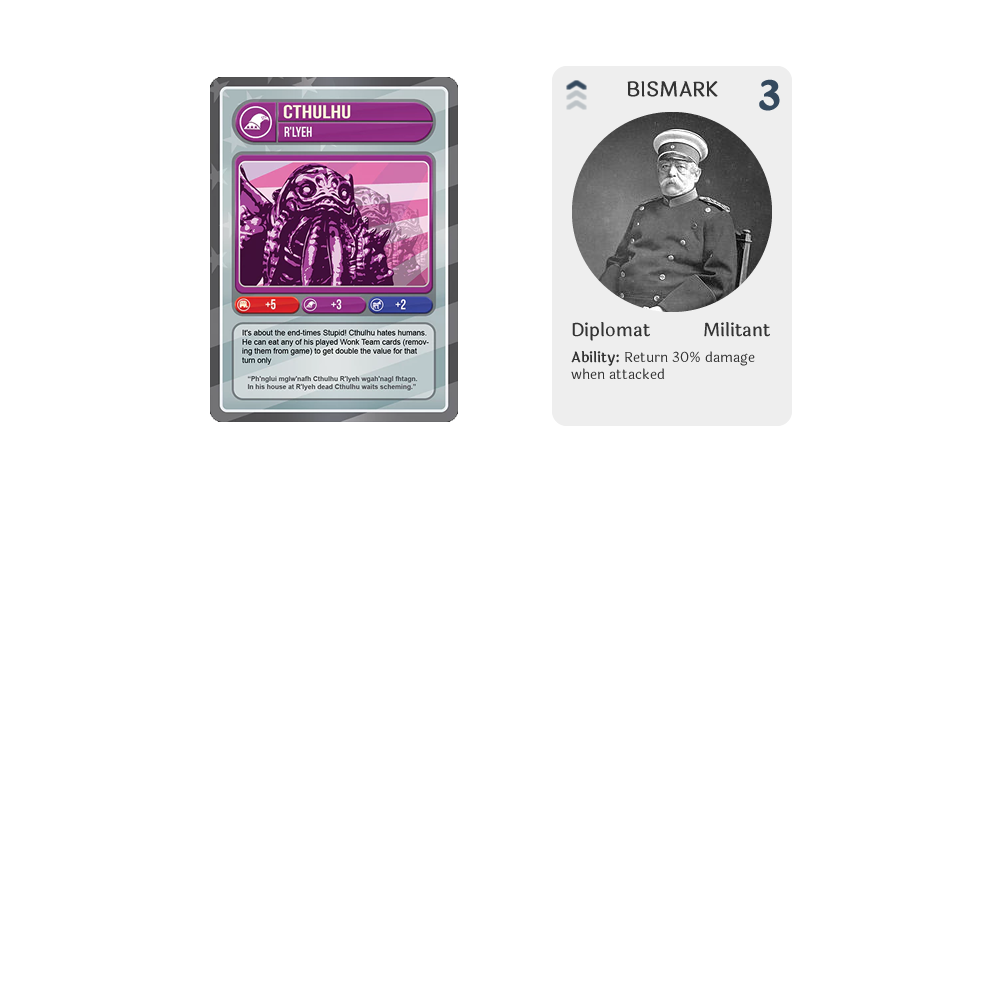 CTHULHU
R'LYEH
+5
+3
+2
It's about the end-times Stupid! Cthulhu hates humans.
He can eat any of his played Wonk Team cards (remov-
ing them from game) to get double the value for that
turn only
"Ph'nglui mglw'nafh Cthulhu R'lyeh wgah'nagl fhtagn.
In his house at R'lyeh dead Cthulhu waits scheming."
BISMARK
3
Diplomat Militant
Ability: Return 30% damage
when attacked